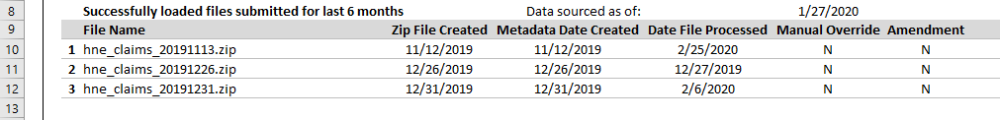 8 Successfully loaded files submitted for last 6 months Data sourced as of: 1/27/2020
9 File Name Zip File Created Metadata Date Created Date File Processed Manual Override Amendment
10 1 hne_claims_20191113.zip 11/12/2019 11/12/2019 2/25/2020 N N
11 2 hne_claims_20191226.zip 12/26/2019 12/26/2019 12/27/2019 N N
12 3 hne_claims_20191231.zip 12/31/2019 12/31/2019 2/6/2020 N N
13